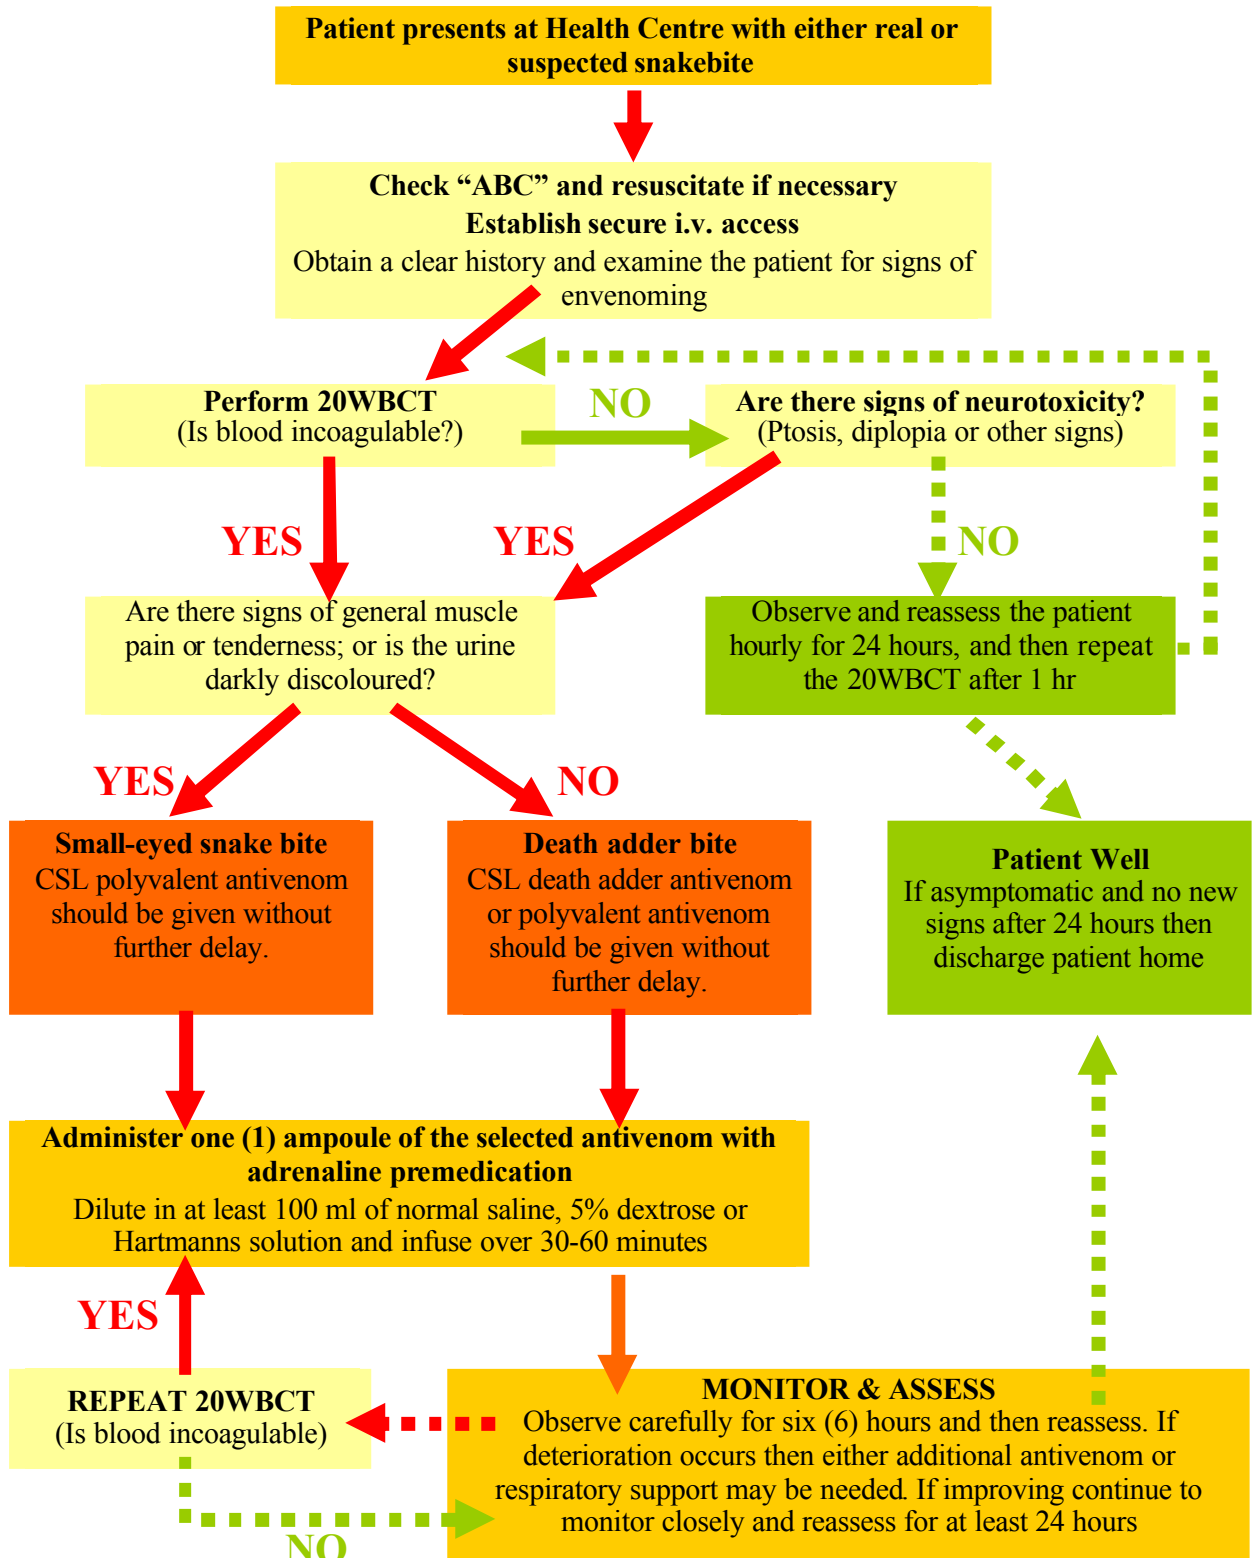 Patient presents at Health Centre with either real or
suspected snakebite
Check “ABC” and resuscitate if necessary
Establish secure i.v. access
Obtain a clear history and examine the patient for signs of
envenoming
Perform 20WBCT
(Is blood incoagulable?)
NO
Are there signs of neurotoxicity?
(Ptosis, diplopia or other signs)
YES
YES
NO
Are there signs of general muscle
pain or tenderness; or is the urine
darkly discoloured?
Observe and reassess the patient
hourly for 24 hours, and then repeat
the 20WBCT after 1 hr
YES
NO
Small-eyed snake bite
CSL polyvalent antivenom
should be given without
further delay.
Death adder bite
CSL death adder antivenom
or polyvalent antivenom
should be given without
further delay.
Patient Well
If asymptomatic and no new
signs after 24 hours then
discharge patient home
Administer one (1) ampoule of the selected antivenom with
adrenaline premedication
Dilute in at least 100 ml of normal saline, 5% dextrose or
Hartmanns solution and infuse over 30-60 minutes
YES
REPEAT 20WBCT
(Is blood incoagulable)
MONITOR & ASSESS
Observe carefully for six (6) hours and then reassess. If
deterioration occurs then either additional antivenom or
respiratory support may be needed. If improving continue to
monitor closely and reassess for at least 24 hours
NO